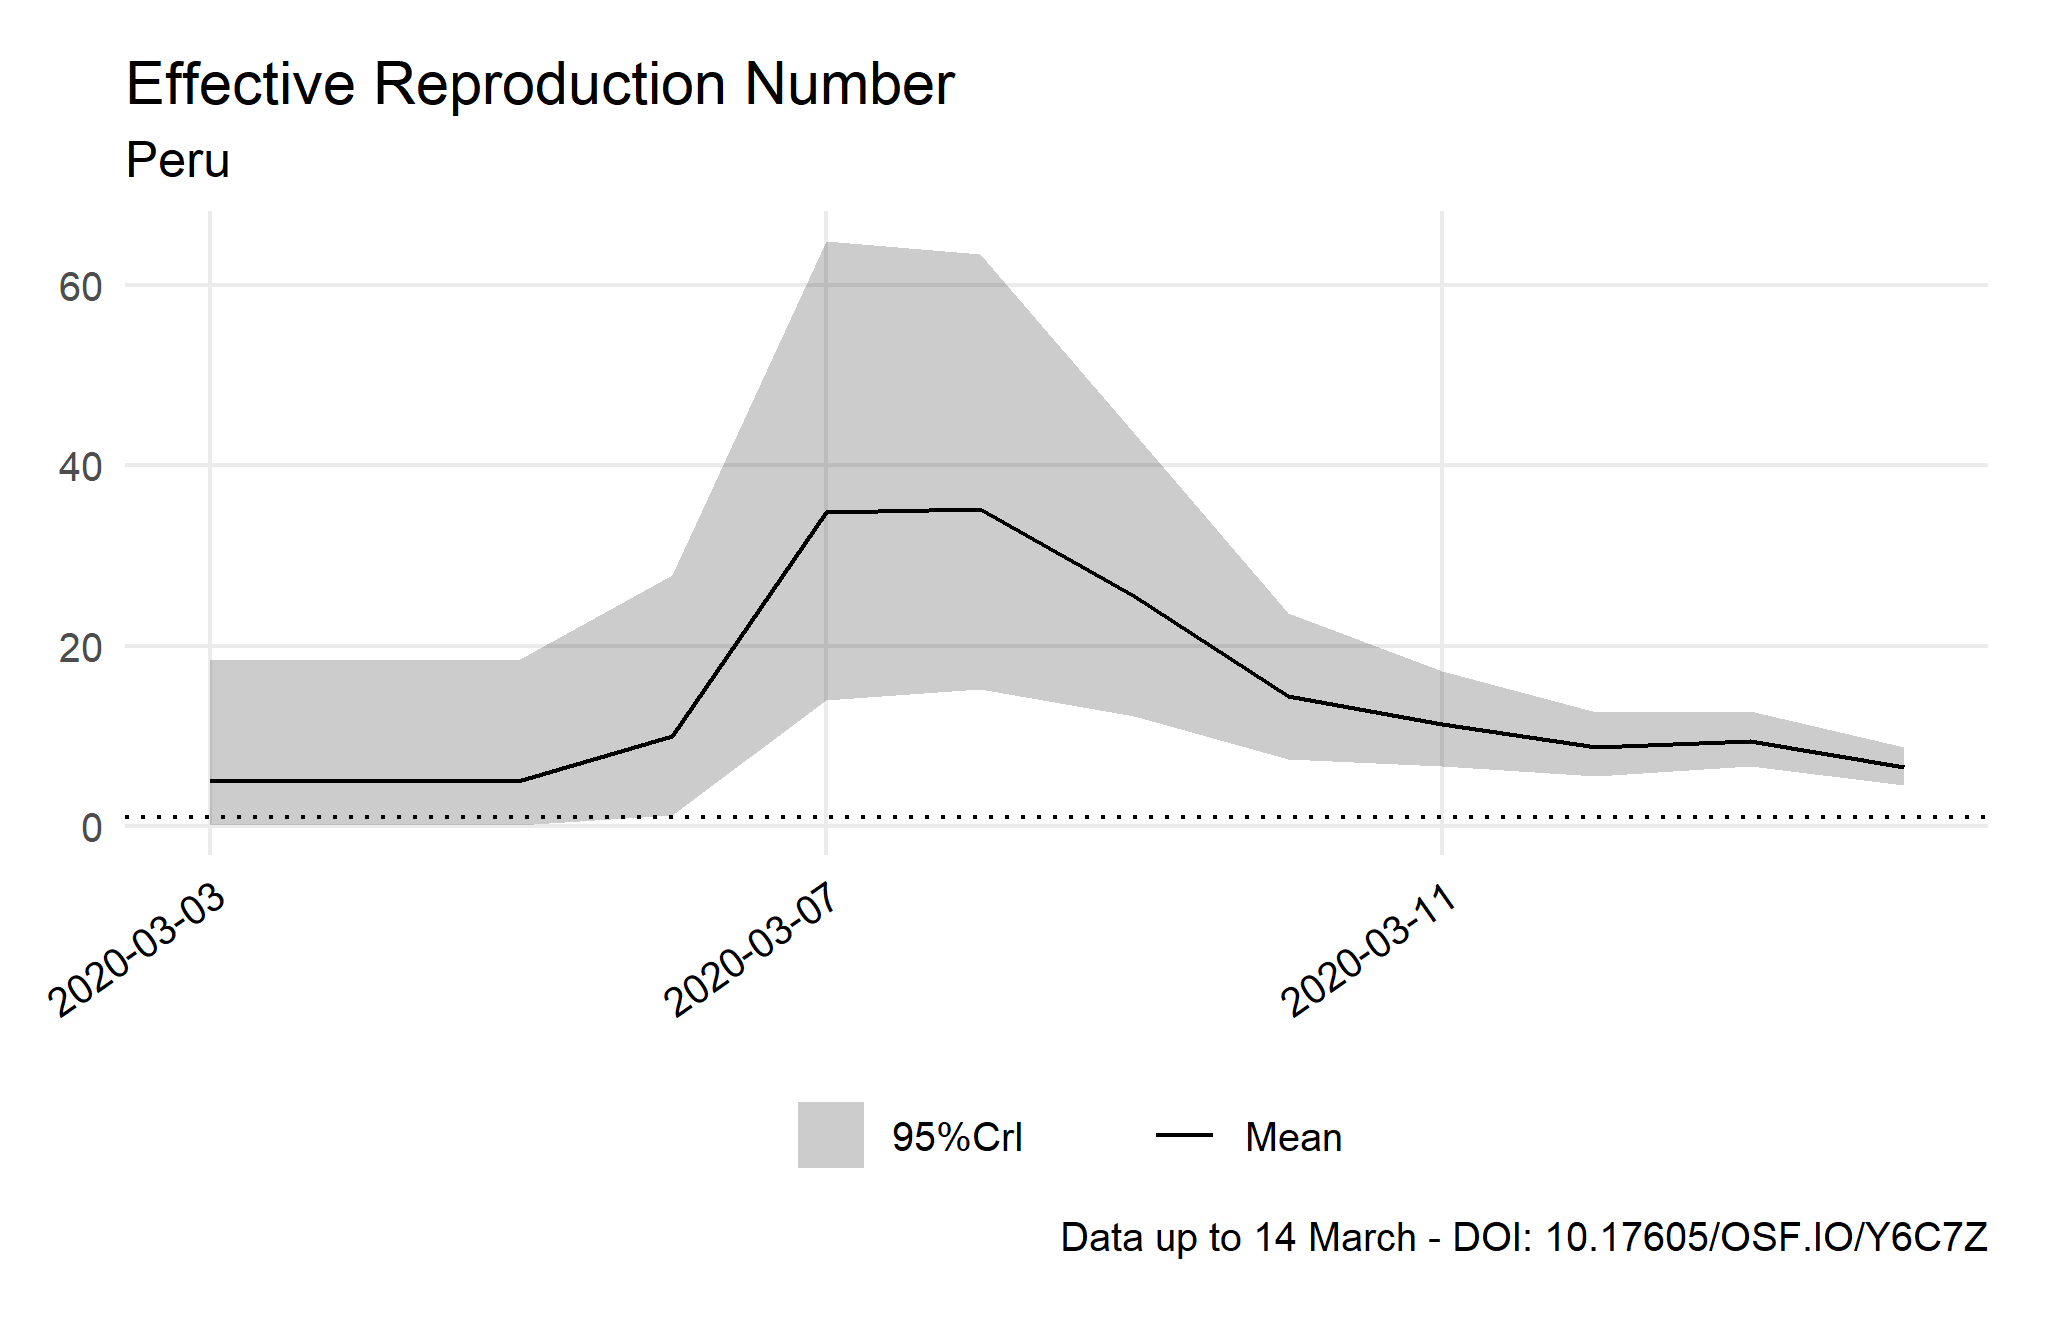 Effective Reproduction Number
Peru
60
40
20
0
2020-03-03
2020-03-07
2020-03-11
95%CrI
Mean
Data up to 14 March - DOI: 10.17605/OSF.IO/Y6C7Z